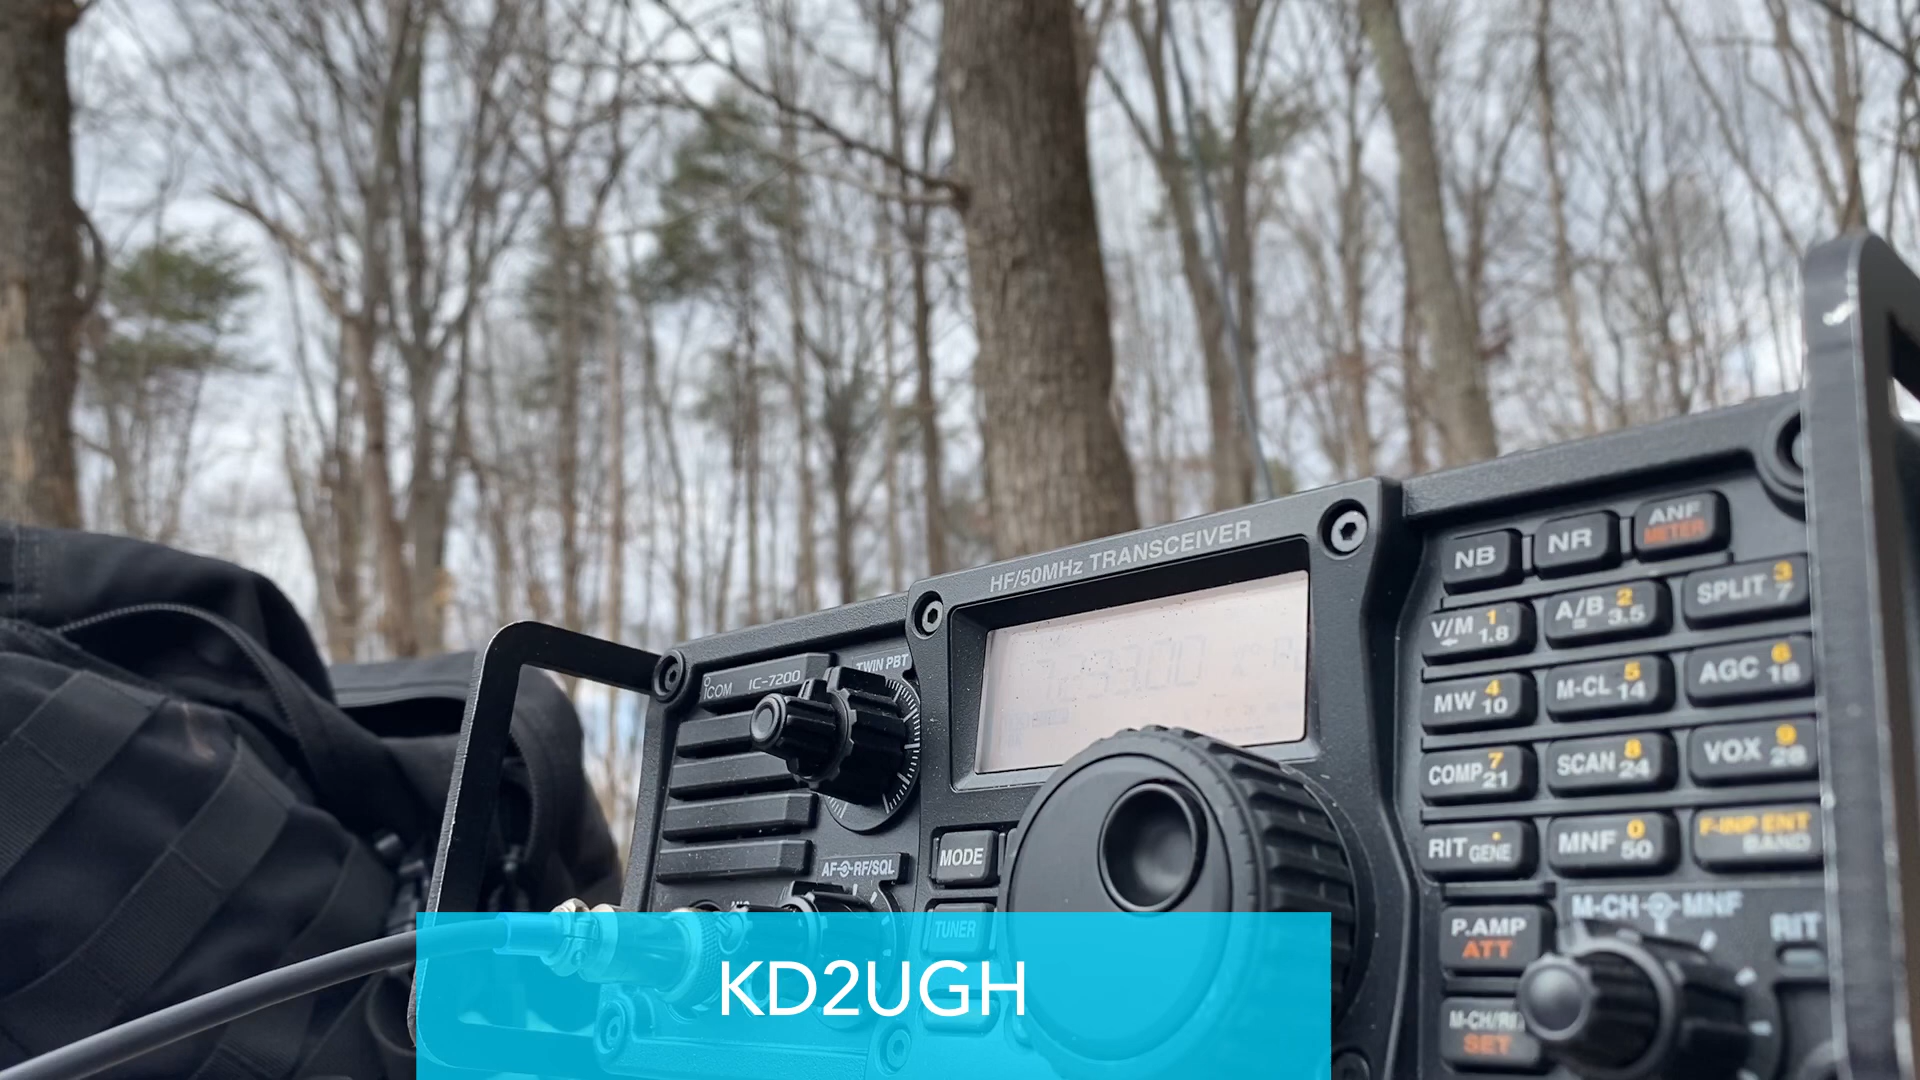 HF/50MHz TRANSCEIVER
ICOM IC-7200
TWIN PBT
NB NR ANF
METER
V/M 1 1.8 A/B 2 3.5 SPLIT 3 7
MW 4 10 M-CL 5 14 AGC 6 18
COMP 7 21 SCAN 8 24 VOX 9 28
RIT GENE MNF 0 50 F-INP ENT
BAND
MODE
AF RF/SQL
TUNER
MIC
M-CH MNF RIT
P.AMP
ATT
M-CH/RIT
SET
KD2UGH